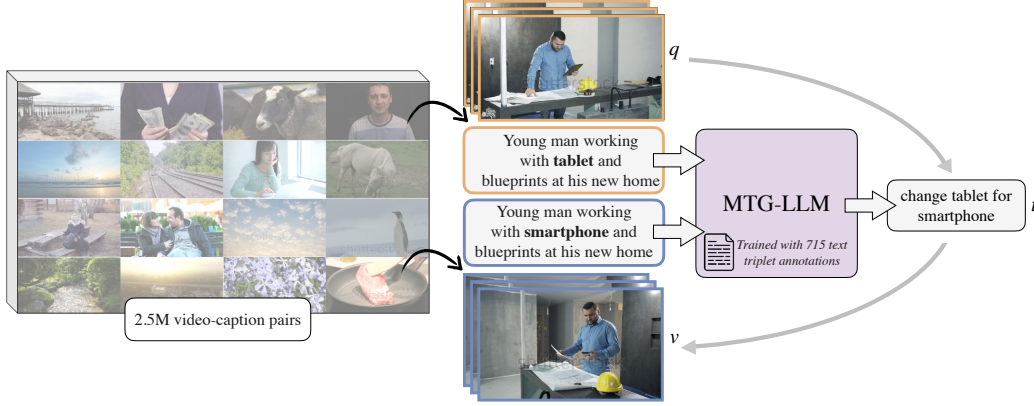 q
Young man working
with tablet and
blueprints at his new home
MTG-LLM
Trained with 715 text
triplet annotations
change tablet for
smartphone
t
Young man working
with smartphone and
blueprints at his new home
2.5M video-caption pairs
v